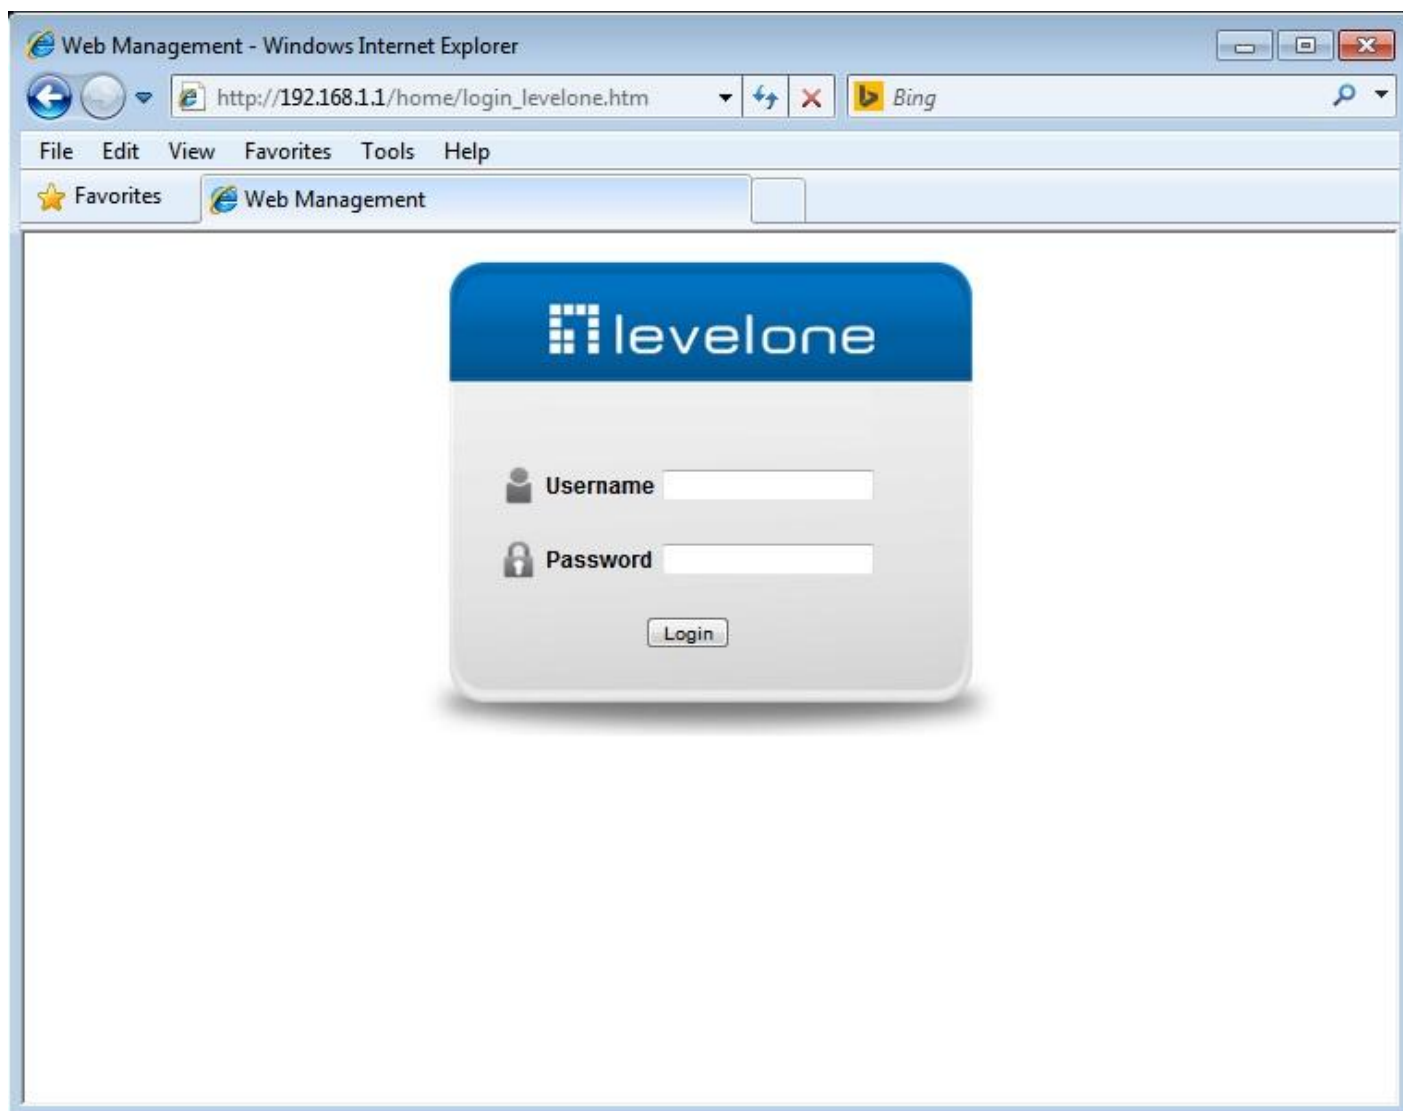 Web Management - Windows Internet Explorer
http://192.168.1.1/home/login_levelone.htm
Bing
File Edit View Favorites Tools Help
Favorites Web Management
levelone
Username
Password
Login